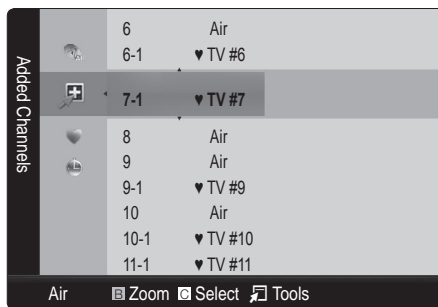 Added Channels
6 Air
6-1 ♥ TV #6
7-1 ♥ TV #7
8 Air
9 Air
9-1 ♥ TV #9
10 Air
10-1 ♥ TV #10
11-1 ♥ TV #11
Air B Zoom C Select Tools